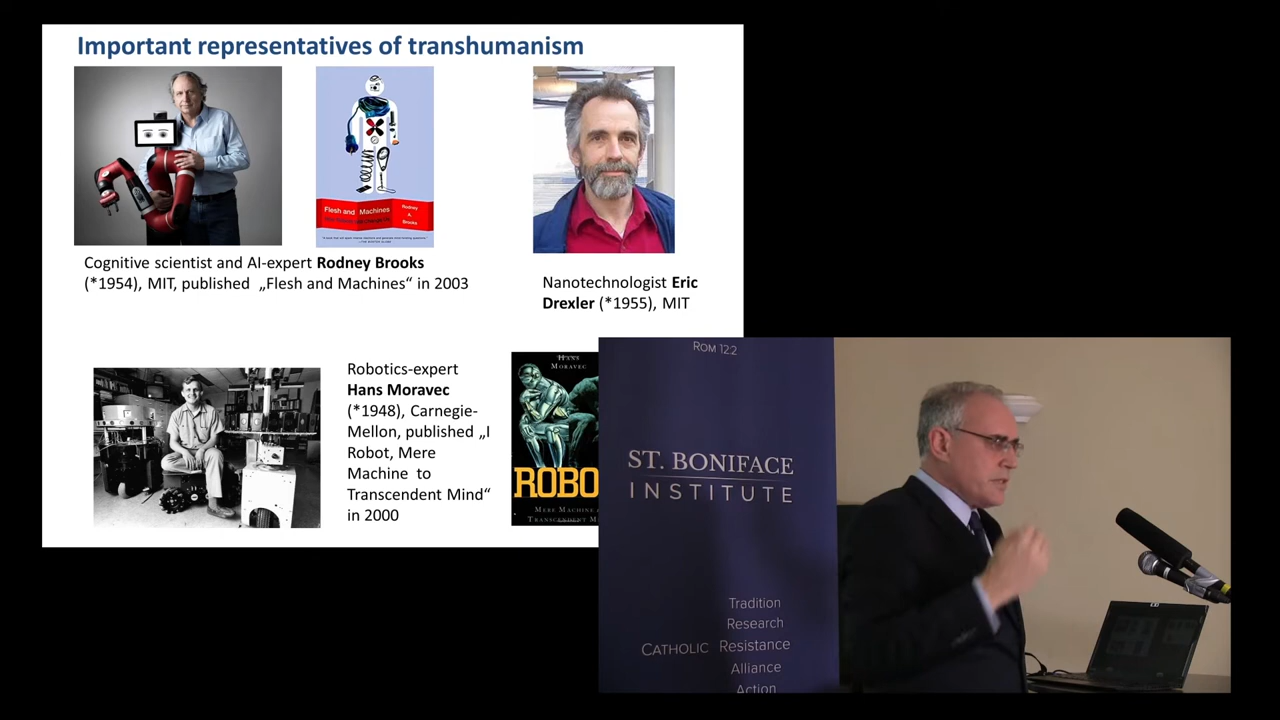 Important representatives of transhumanism
Flesh and Machines
Rodney
A.
Brooks
Cognitive scientist and AI-expert Rodney Brooks
(*1954), MIT, published „Flesh and Machines“ in 2003
Nanotechnologist Eric
Drexler (*1955), MIT
Robotics-expert
Hans Moravec
(*1948), Carnegie-
Mellon, published „I
Robot, Mere
Machine to
Transcendent Mind“
in 2000
HANS
MORAVEC
ROBO
MERE MACHINE
TRANSCENDENT M
ROM 12:2
ST. BONIFACE
INSTITUTE
Tradition
Research
CATHOLIC Resistance
Alliance
Action